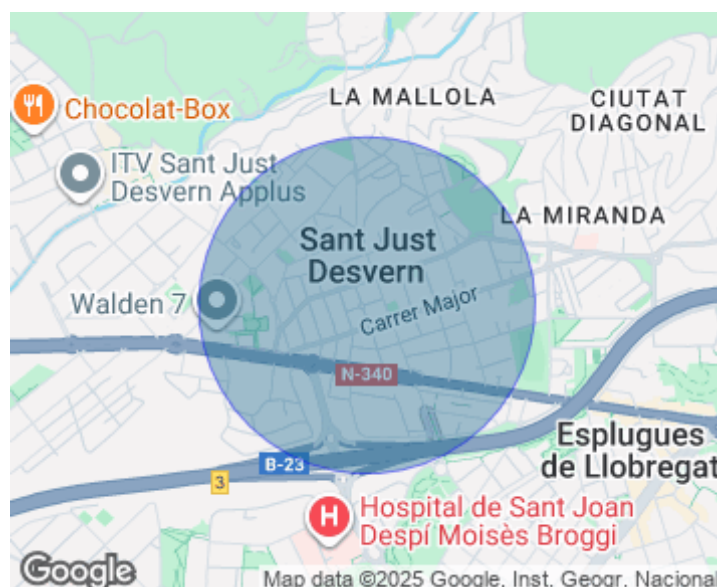 LA MALLOLA
CIUTAT
DIAGONAL
Chocolat-Box
ITV Sant Just
Desvern Applus
LA MIRANDA
Sant Just
Desvern
Walden 7
Carrer Major
N-340
Esplugues
de Llobregat
B-23
3
H
Hospital de Sant Joan
Despí Moisès Broggi
Google
Map data ©2025 Google, Inst. Geogr. Nacional